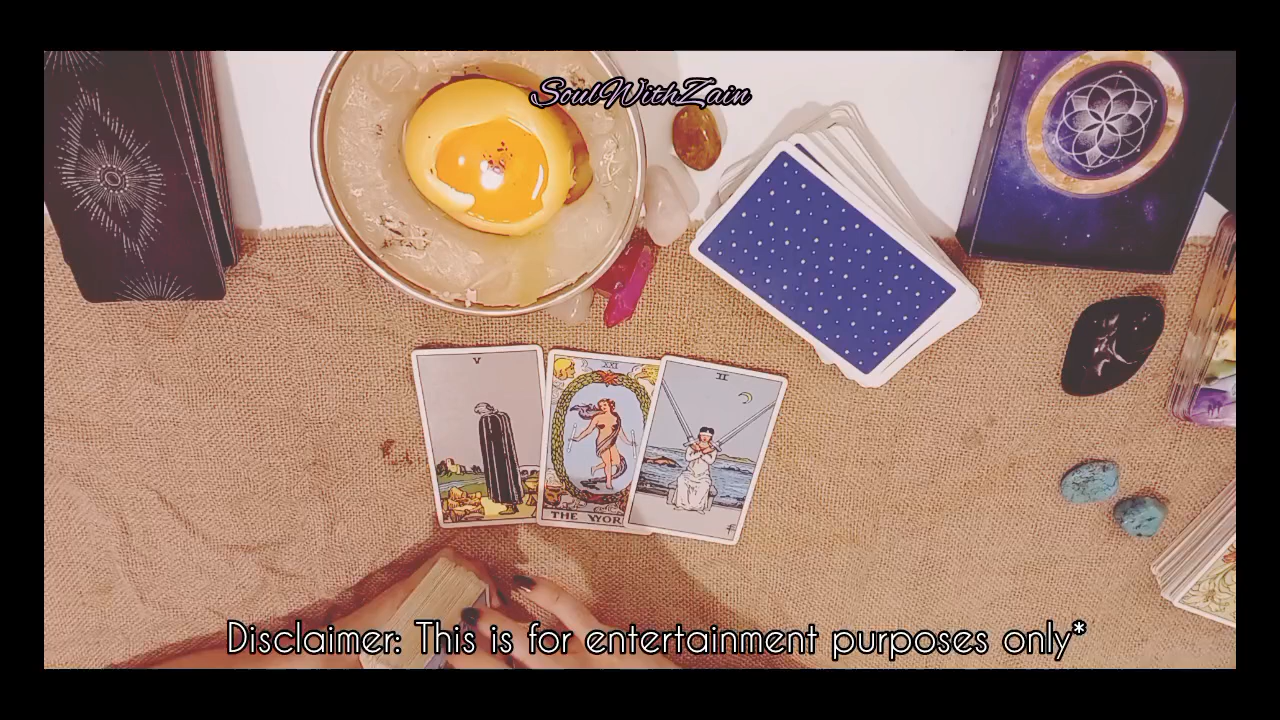 SoulWithZain
V
XXI
II
THE WOR
Disclaimer: This is for entertainment purposes only*